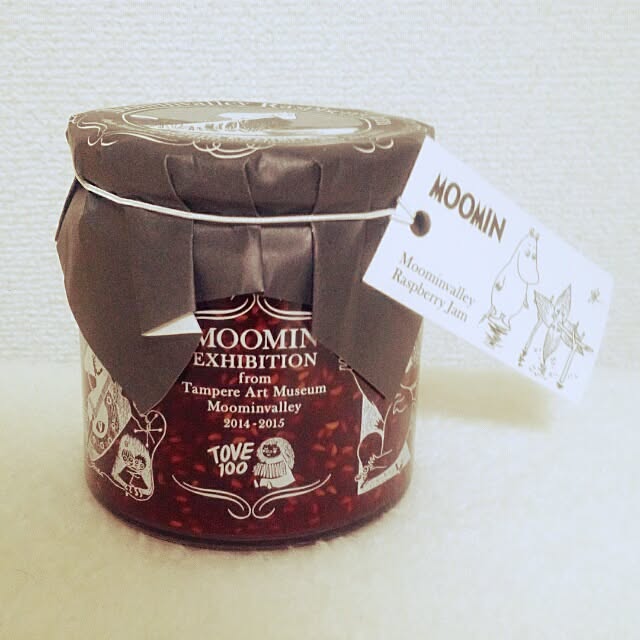 MOOMIN
Moominvalley
Raspberry Jam
MOOMIN
EXHIBITION
from
Tampere Art Museum
Moominvalley
2014-2015
TOVE
100